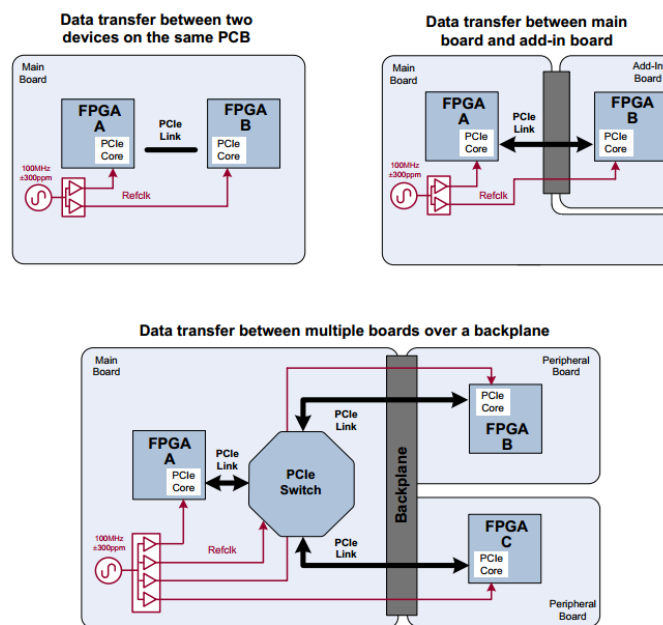 Data transfer between two
devices on the same PCB
Main
Board
FPGA
A
PCIe
Core
PCIe
Link
FPGA
B
PCIe
Core
100MHz
±300ppm
Refclk
Data transfer between main
board and add-in board
Main
Board
Add-In
Board
FPGA
A
PCIe
Core
PCIe
Link
FPGA
B
PCIe
Core
100MHz
±300ppm
Refclk
Data transfer between multiple boards over a backplane
Main
Board
Peripheral
Board
PCIe
Core
FPGA
B
PCIe
Link
FPGA
A
PCIe
Core
PCIe
Link
PCIe
Switch
Backplane
100MHz
±300ppm
Refclk
PCIe
Link
FPGA
C
PCIe
Core
Peripheral
Board